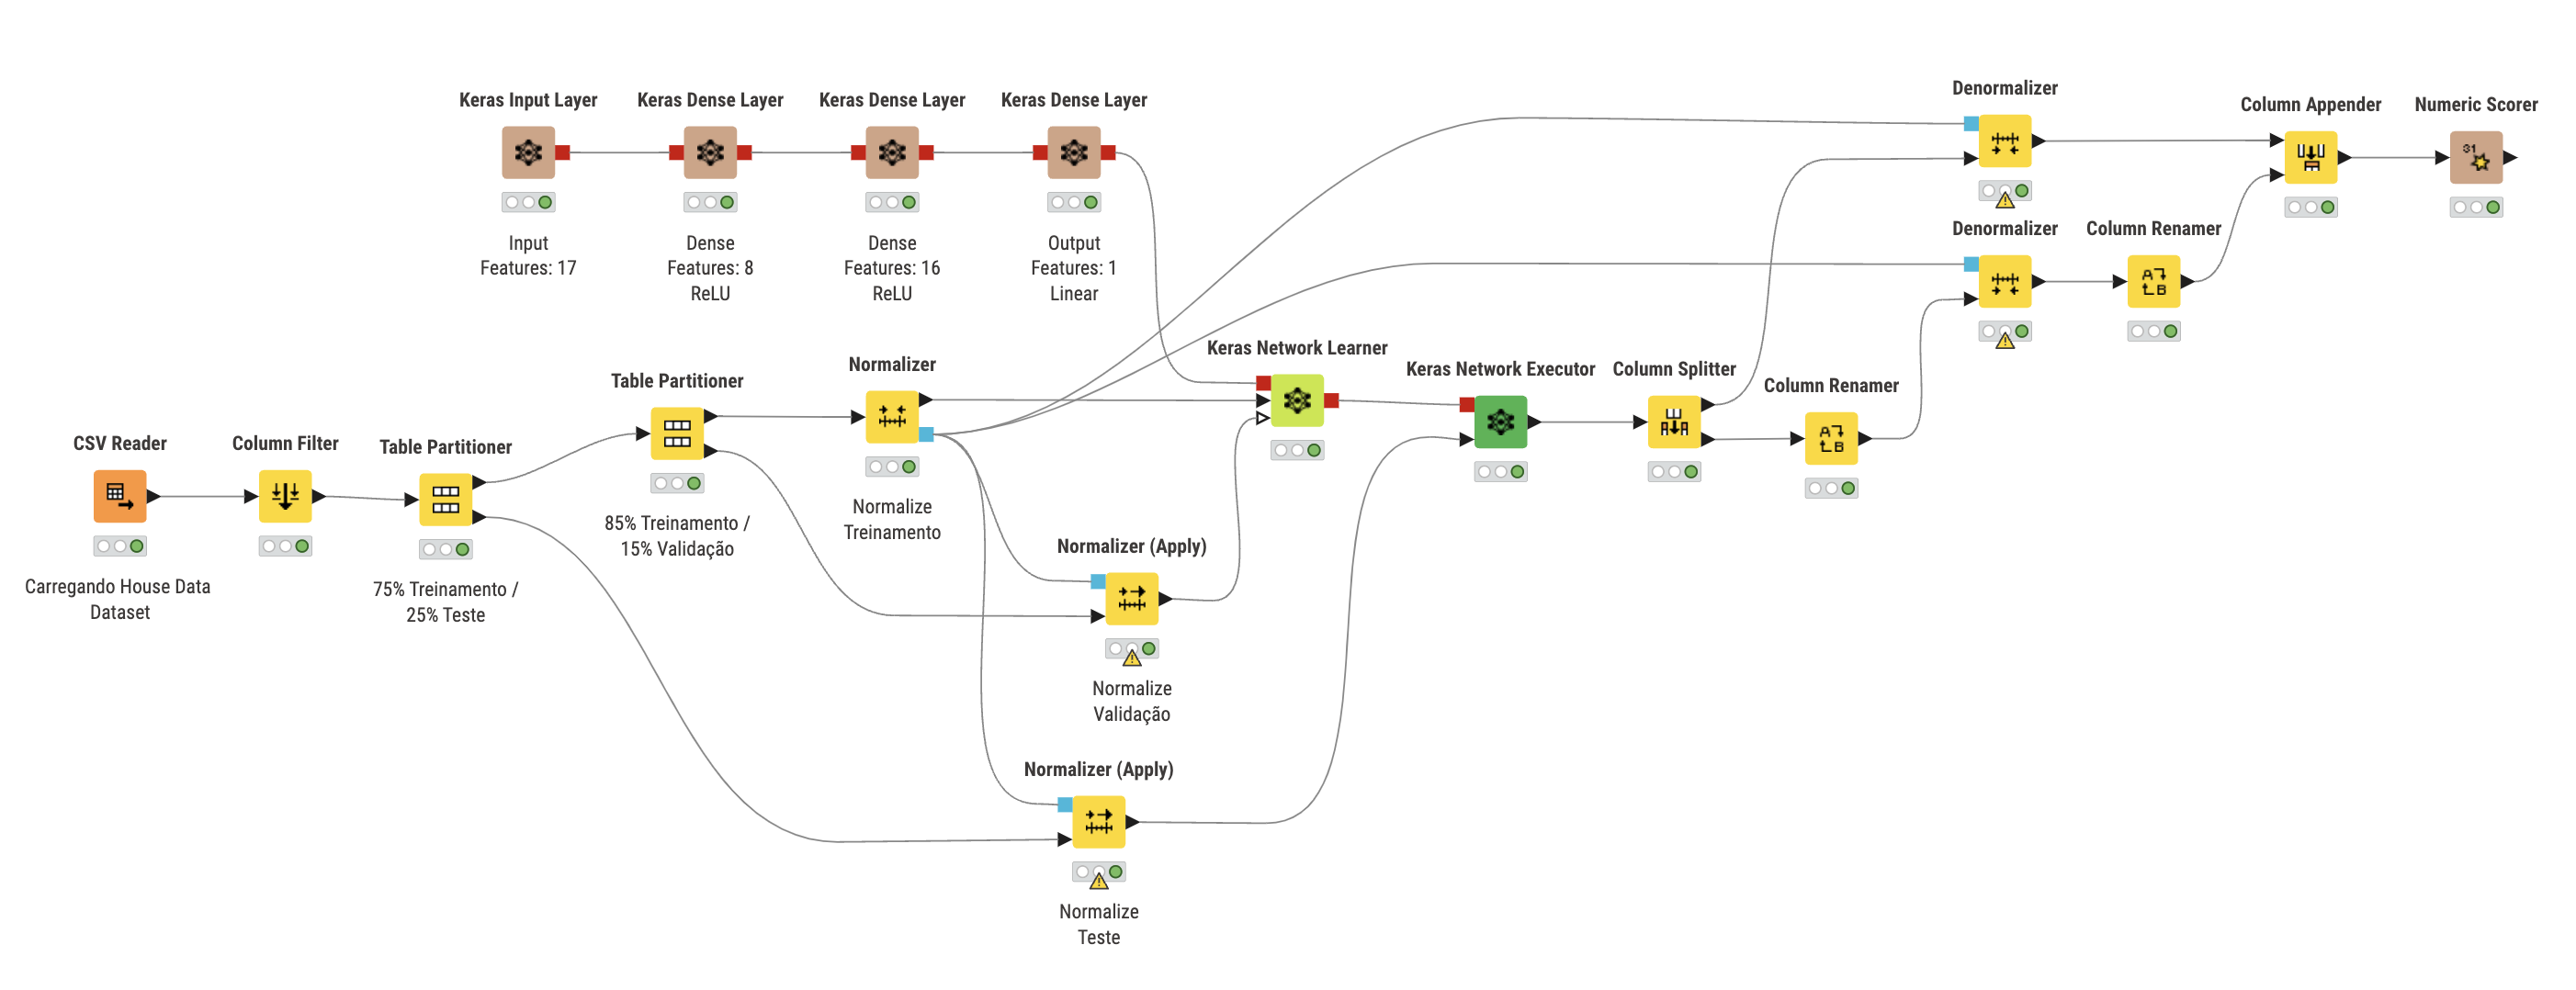 Keras Input Layer
Input
Features: 17
Keras Dense Layer
Dense
Features: 8
ReLU
Keras Dense Layer
Dense
Features: 16
ReLU
Keras Dense Layer
Output
Features: 1
Linear
Denormalizer
Column Appender
Numeric Scorer
Denormalizer
Column Renamer
CSV Reader
Carregando House Data
Dataset
Column Filter
Table Partitioner
75% Treinamento /
25% Teste
Table Partitioner
85% Treinamento /
15% Validação
Normalizer
Normalize
Treinamento
Keras Network Learner
Keras Network Executor
Column Splitter
Column Renamer
Normalizer (Apply)
Normalize
Validação
Normalizer (Apply)
Normalize
Teste